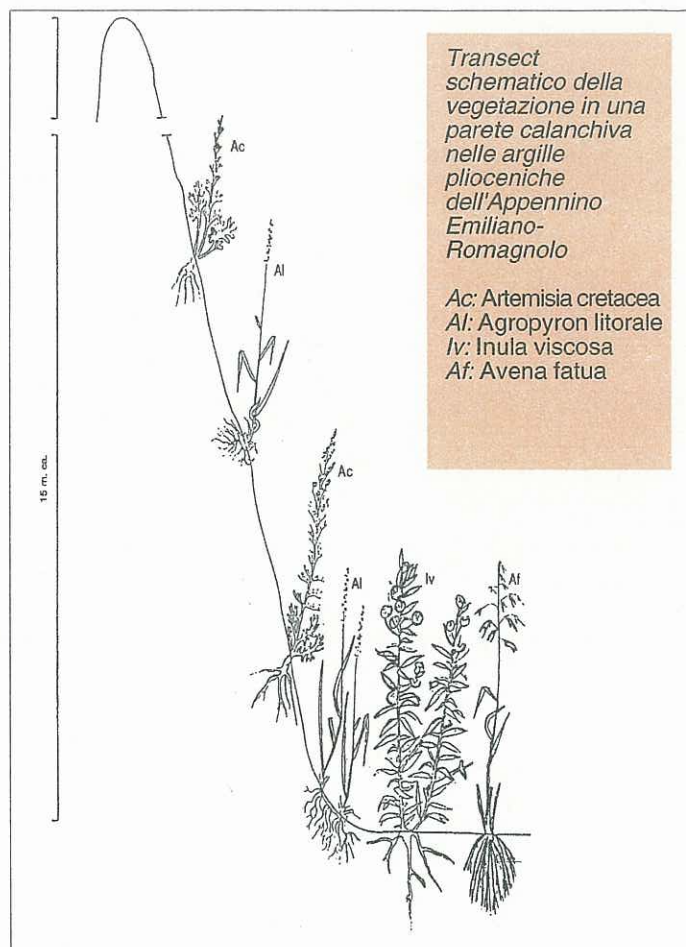 Transect
schematico della
vegetazione in una
parete calanchiva
nelle argille
plioceniche
dell'Appennino
Emiliano-
Romagnolo
Ac: Artemisia cretacea
Al: Agropyron litorale
Iv: Inula viscosa
Af: Avena fatua
Ac
Al
15 m. ca.
Ac
Al
Iv
Af